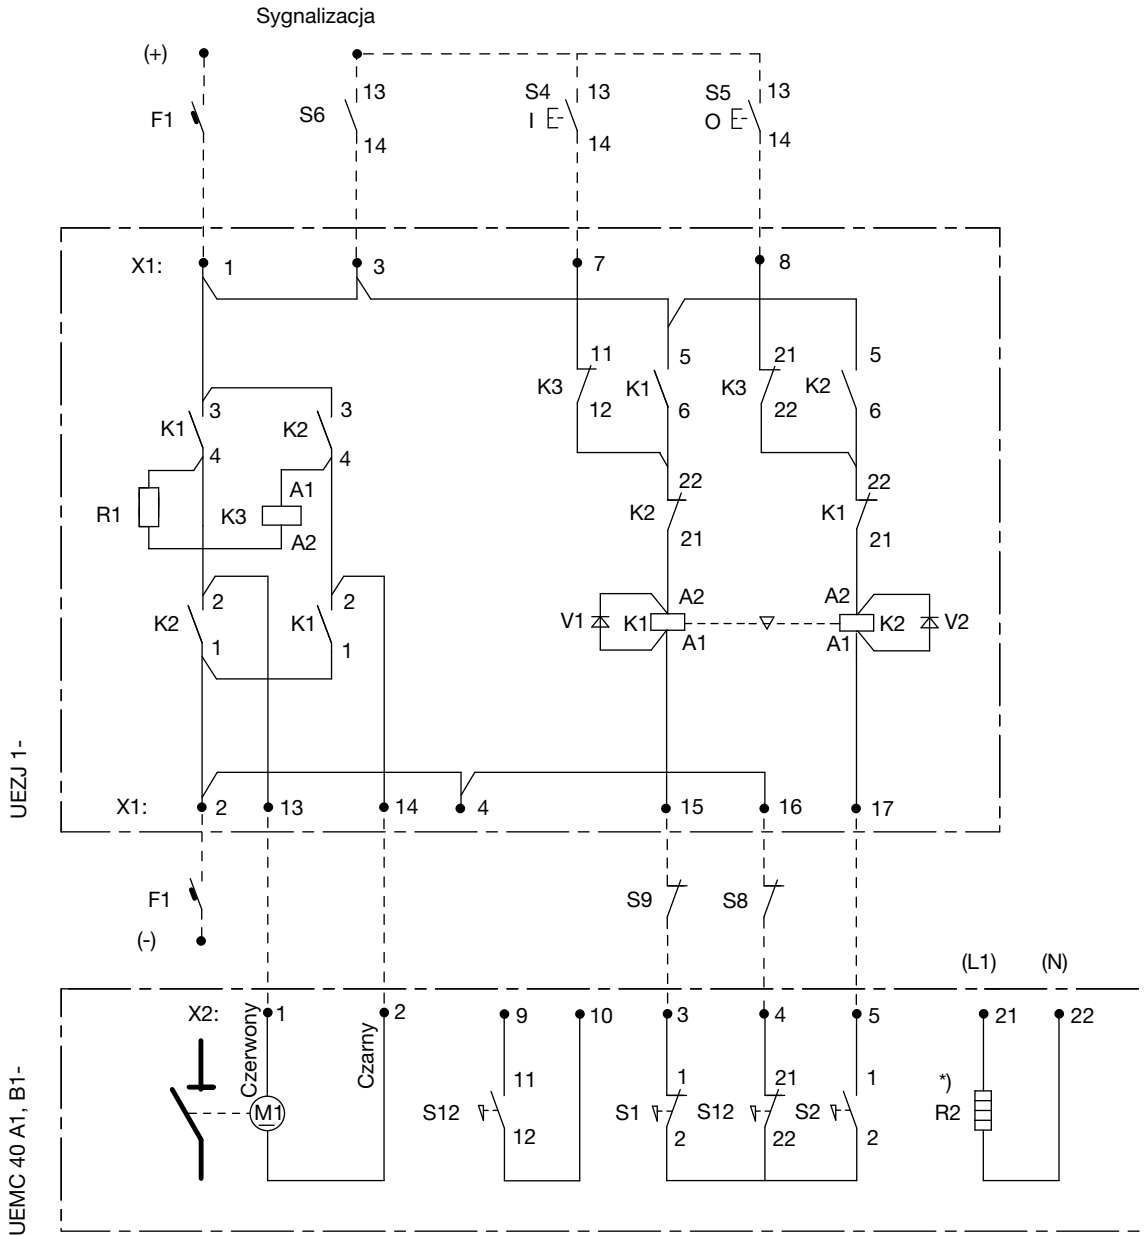 Sygnalizacja
(+)
F1
S6
13
14
S4
I
13
14
S5
O
13
14
X1:
1
3
7
8
K1
3
4
K2
3
4
K3
11
12
K1
5
6
K3
21
22
K2
5
6
R1
K3
A1
A2
K2
22
21
K1
22
21
K2
2
1
K1
2
1
V1
K1
A2
A1
A2
A1
K2
V2
UEZJ 1-
X1:
2
13
14
4
15
16
17
F1
(-)
S9
S8
(L1)
(N)
UEMC 40 A1, B1-
X2:
Czerwony
1
Czarny
2
9
10
3
4
5
21
22
M1
S12
11
12
S1
1
2
S12
21
22
S2
1
2
*)
R2